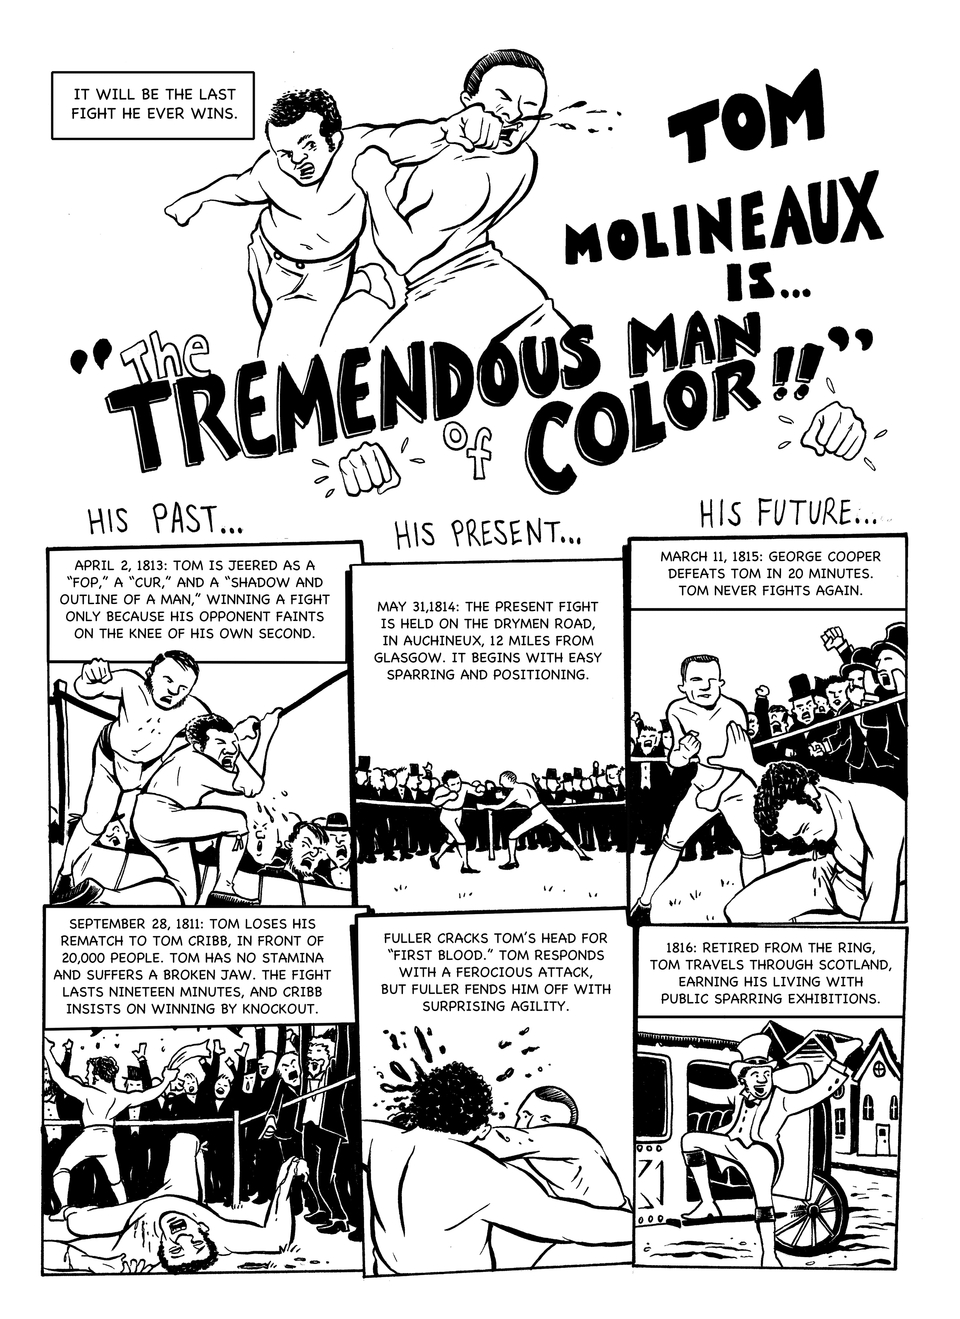 IT WILL BE THE LAST
FIGHT HE EVER WINS.
TOM
MOLINEAUX
IS...
"The
TREMENDOUS MAN
of COLOR!!"
HIS PAST...
APRIL 2, 1813: TOM IS JEERED AS A
"FOP," A "CUR," AND A "SHADOW AND
OUTLINE OF A MAN," WINNING A FIGHT
ONLY BECAUSE HIS OPPONENT FAINTS
ON THE KNEE OF HIS OWN SECOND.
SEPTEMBER 28, 1811: TOM LOSES HIS
REMATCH TO TOM CRIBB, IN FRONT OF
20,000 PEOPLE. TOM HAS NO STAMINA
AND SUFFERS A BROKEN JAW. THE FIGHT
LASTS NINETEEN MINUTES, AND CRIBB
INSISTS ON WINNING BY KNOCKOUT.
HIS PRESENT...
MAY 31,1814: THE PRESENT FIGHT
IS HELD ON THE DRYMEN ROAD,
IN AUCHINEUX, 12 MILES FROM
GLASGOW. IT BEGINS WITH EASY
SPARRING AND POSITIONING.
FULLER CRACKS TOM'S HEAD FOR
"FIRST BLOOD." TOM RESPONDS
WITH A FEROCIOUS ATTACK,
BUT FULLER FENDS HIM OFF WITH
SURPRISING AGILITY.
HIS FUTURE...
MARCH 11, 1815: GEORGE COOPER
DEFEATS TOM IN 20 MINUTES.
TOM NEVER FIGHTS AGAIN.
1816: RETIRED FROM THE RING,
TOM TRAVELS THROUGH SCOTLAND,
EARNING HIS LIVING WITH
PUBLIC SPARRING EXHIBITIONS.
31